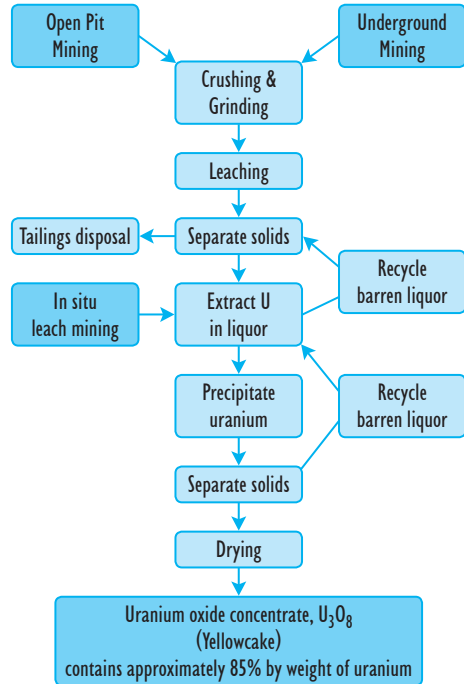 Open Pit
Mining
Underground
Mining
Crushing &
Grinding
Leaching
Tailings disposal
Separate solids
Recycle
barren liquor
In situ
leach mining
Extract U
in liquor
Precipitate
uranium
Recycle
barren liquor
Separate solids
Drying
Uranium oxide concentrate, U₃O₈
(Yellowcake)
contains approximately 85% by weight of uranium